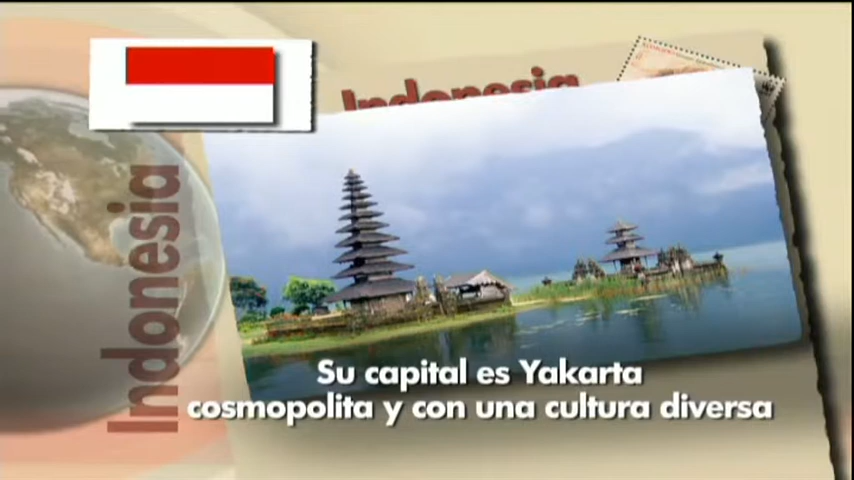 Indonesia
Indonesia
Su capital es Yakarta
cosmopolita y con una cultura diversa